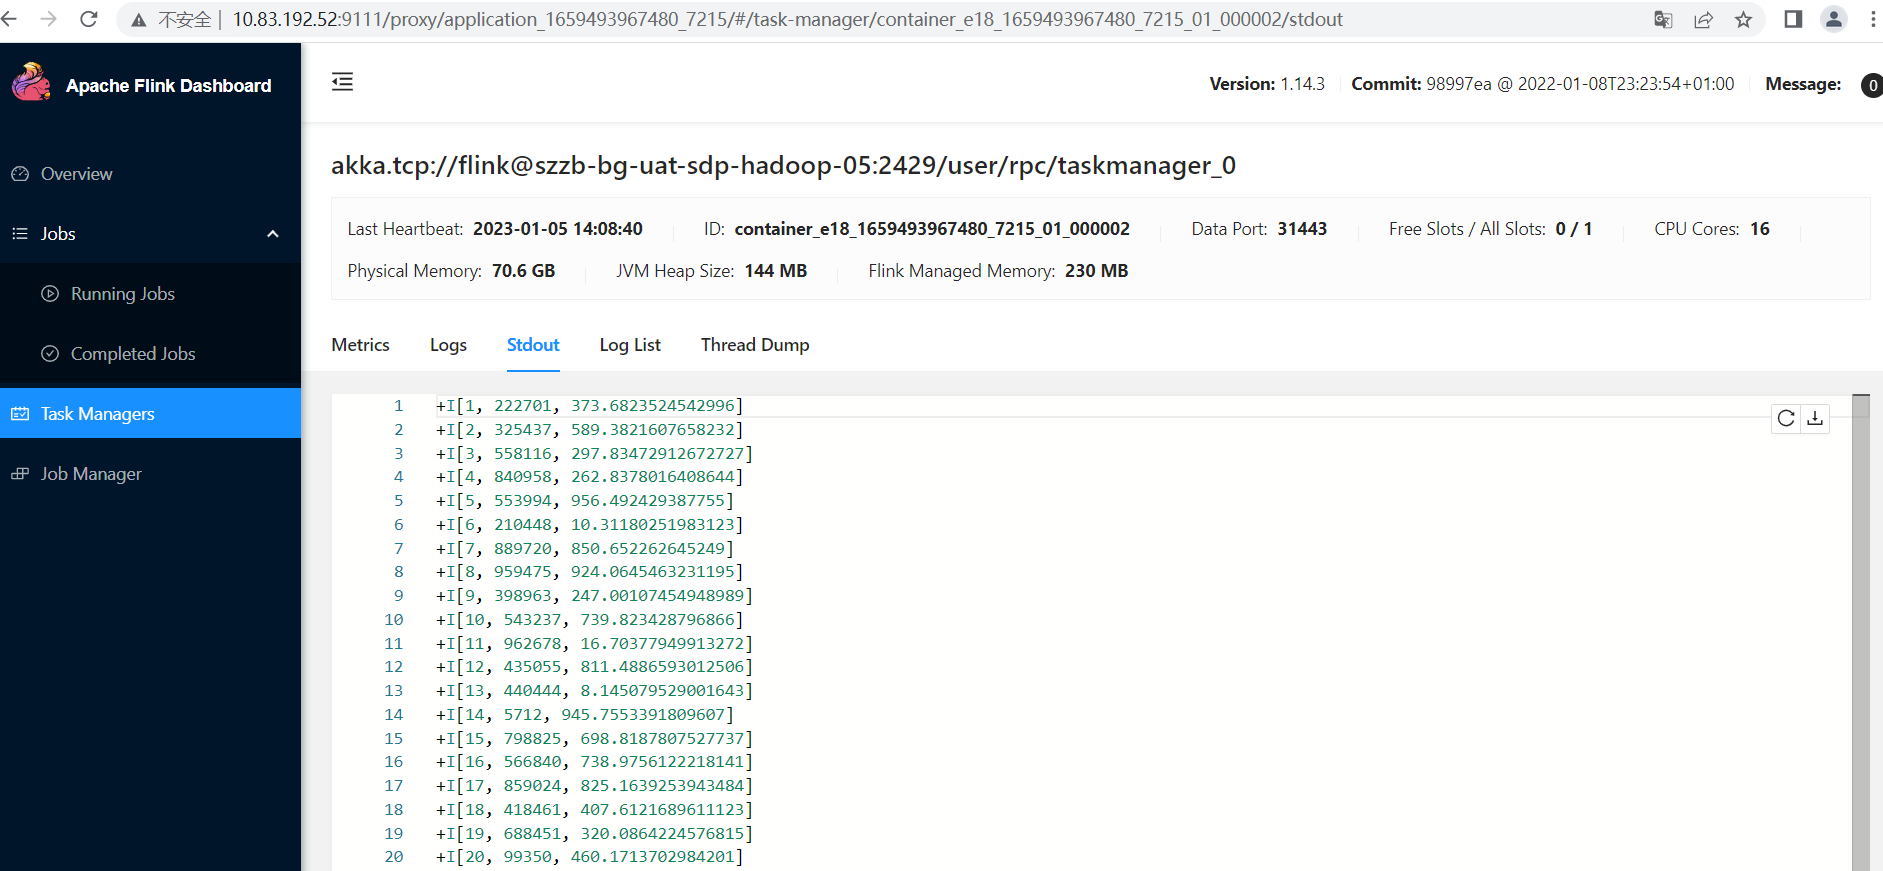 不安全 | 10.83.192.52:9111/proxy/application_1659493967480_7215/#/task-manager/container_e18_1659493967480_7215_01_000002/stdout
Apache Flink Dashboard
Version: 1.14.3 Commit: 98997ea @ 2022-01-08T23:23:54+01:00 Message: 0
Overview
Jobs
Running Jobs
Completed Jobs
Task Managers
Job Manager
akka.tcp://flink@szzb-bg-uat-sdp-hadoop-05:2429/user/rpc/taskmanager_0
Last Heartbeat: 2023-01-05 14:08:40 ID: container_e18_1659493967480_7215_01_000002 Data Port: 31443 Free Slots / All Slots: 0 / 1 CPU Cores: 16
Physical Memory: 70.6 GB JVM Heap Size: 144 MB Flink Managed Memory: 230 MB
Metrics Logs Stdout Log List Thread Dump
1 +I[1, 222701, 373.6823524542996]
2 +I[2, 325437, 589.3821607658232]
3 +I[3, 558116, 297.83472912672727]
4 +I[4, 840958, 262.8378016408644]
5 +I[5, 553994, 956.492429387755]
6 +I[6, 210448, 10.31180251983123]
7 +I[7, 889720, 850.652262645249]
8 +I[8, 959475, 924.0645463231195]
9 +I[9, 398963, 247.00107454948989]
10 +I[10, 543237, 739.823428796866]
11 +I[11, 962678, 16.70377949913272]
12 +I[12, 435055, 811.4886593012506]
13 +I[13, 440444, 8.145079529001643]
14 +I[14, 5712, 945.7553391809607]
15 +I[15, 798825, 698.8187807527737]
16 +I[16, 566840, 738.9756122218141]
17 +I[17, 859024, 825.1639253943484]
18 +I[18, 418461, 407.6121689611123]
19 +I[19, 688451, 320.0864224576815]
20 +I[20, 99350, 460.1713702984201]